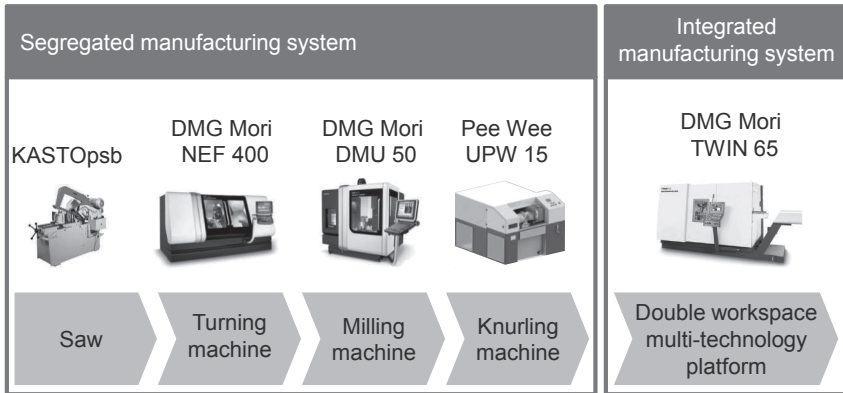 Segregated manufacturing system
Integrated
manufacturing system
KASTOpsb
DMG Mori
NEF 400
DMG Mori
DMU 50
Pee Wee
UPW 15
DMG Mori
TWIN 65
Saw
Turning
machine
Milling
machine
Knurling
machine
Double workspace
multi-technology
platform